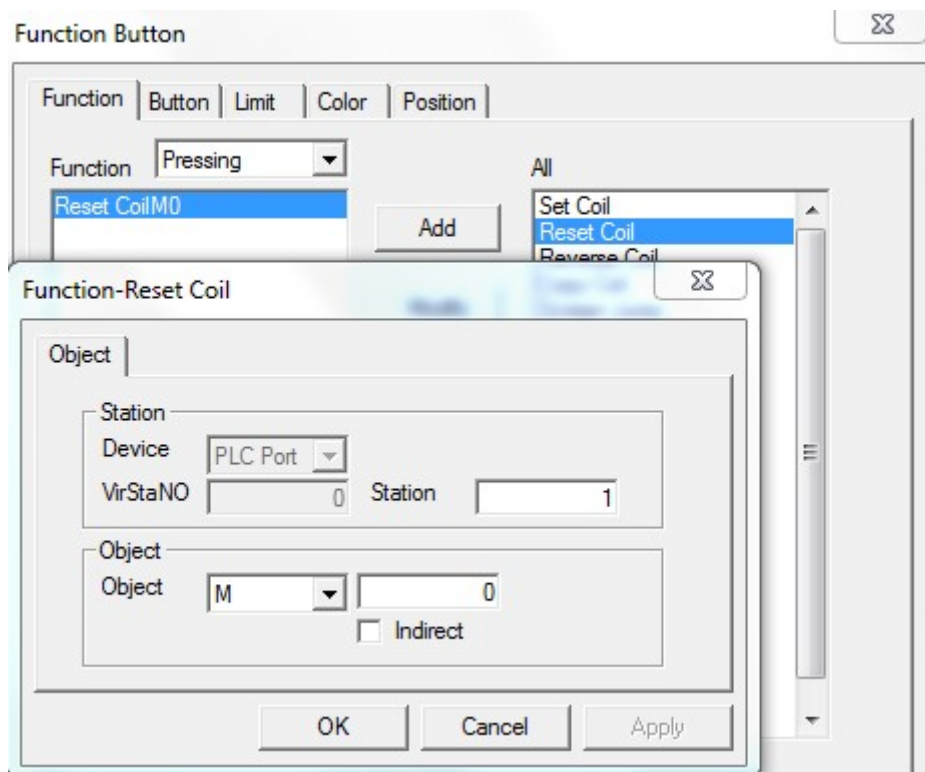 Function Button
Function Button Limit Color Position
Function Pressing All
Reset CoilM0 Set Coil
Add Reset Coil
Reverse Coil
Function-Reset Coil
Object
Station
Device PLC Port
VirStaNO 0 Station 1
Object
Object M 0
Indirect
OK Cancel Apply